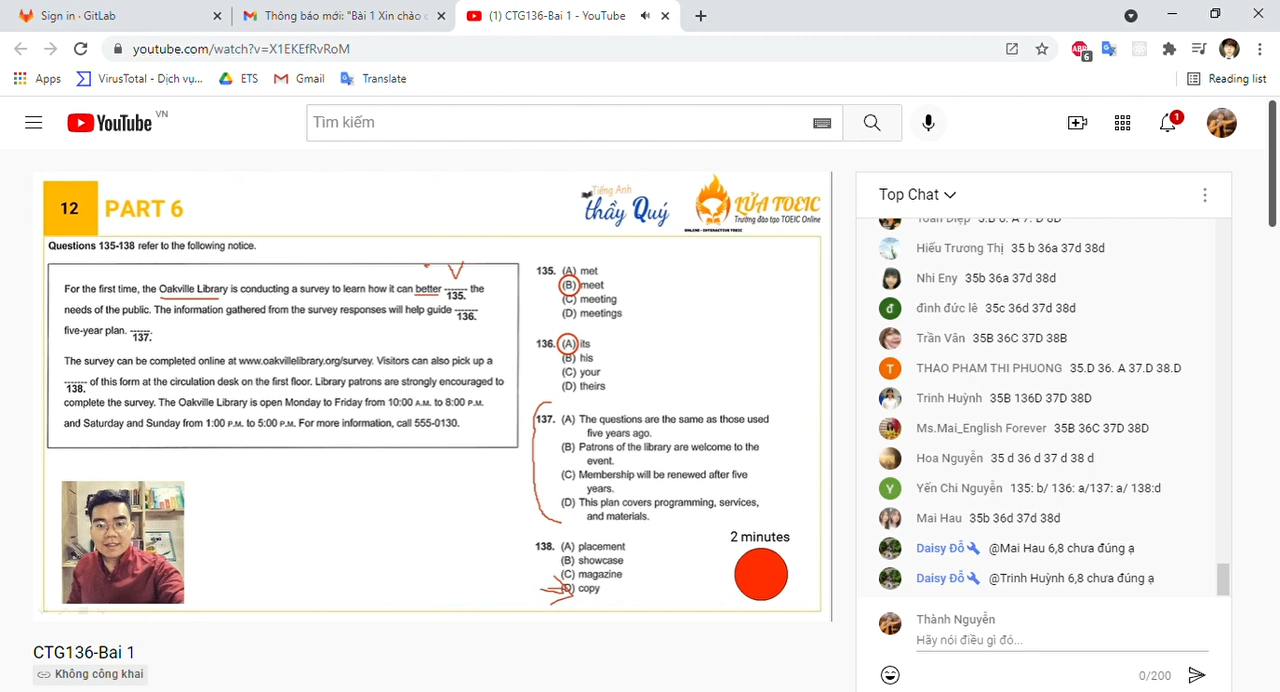 Sign in · GitLab
Thông báo mới: "Bài 1 Xin chào c
(1) CTG136-Bai 1 - YouTube
youtube.com/watch?v=X1EKEfRvRoM
ABP
6
Apps
VirusTotal - Dịch vụ...
ETS
Gmail
Translate
Reading list
YouTube VN
Tìm kiếm
1
12
PART 6
Tiếng Anh
thầy Quý
LỬA TOEIC
Trường đào tạo TOEIC Online
ONLINE - INTERACTIVE TOEIC
Questions 135-138 refer to the following notice.
For the first time, the Oakville Library is conducting a survey to learn how it can better ------- the
135.
needs of the public. The information gathered from the survey responses will help guide -------
136.
five-year plan. -------
137.
The survey can be completed online at www.oakvillelibrary.org/survey. Visitors can also pick up a
------- of this form at the circulation desk on the first floor. Library patrons are strongly encouraged to
138.
complete the survey. The Oakville Library is open Monday to Friday from 10:00 A.M. to 8:00 P.M.
and Saturday and Sunday from 1:00 P.M. to 5:00 P.M. For more information, call 555-0130.
V
135. (A) met
(B) meet
(C) meeting
(D) meetings
136. (A) its
(B) his
(C) your
(D) theirs
137. (A) The questions are the same as those used
five years ago.
(B) Patrons of the library are welcome to the
event.
(C) Membership will be renewed after five
years.
(D) This plan covers programming, services,
and materials.
138. (A) placement
(B) showcase
(C) magazine
(D) copy
2 minutes
CTG136-Bai 1
Không công khai
Top Chat
Toàn Diệp 5.B 6. A 7. D 8D
Hiếu Trương Thị 35 b 36a 37d 38d
Nhi Eny 35b 36a 37d 38d
đ
đình đức lê 35c 36d 37d 38d
Trần Vân 35B 36C 37D 38B
T
THAO PHAM THI PHUONG 35.D 36. A 37.D 38.D
Trinh Huỳnh 35B 136D 37D 38D
Ms.Mai_English Forever 35B 36C 37D 38D
Hoa Nguyễn 35 d 36 d 37 d 38 d
Y
Yến Chi Nguyễn 135: b/ 136: a/137: a/ 138:d
Mai Hau 35b 36d 37d 38d
Daisy Đỗ @Mai Hau 6,8 chưa đúng ạ
Daisy Đỗ @Trinh Huỳnh 6,8 chưa đúng ạ
Thành Nguyễn
Hãy nói điều gì đó...
0/200